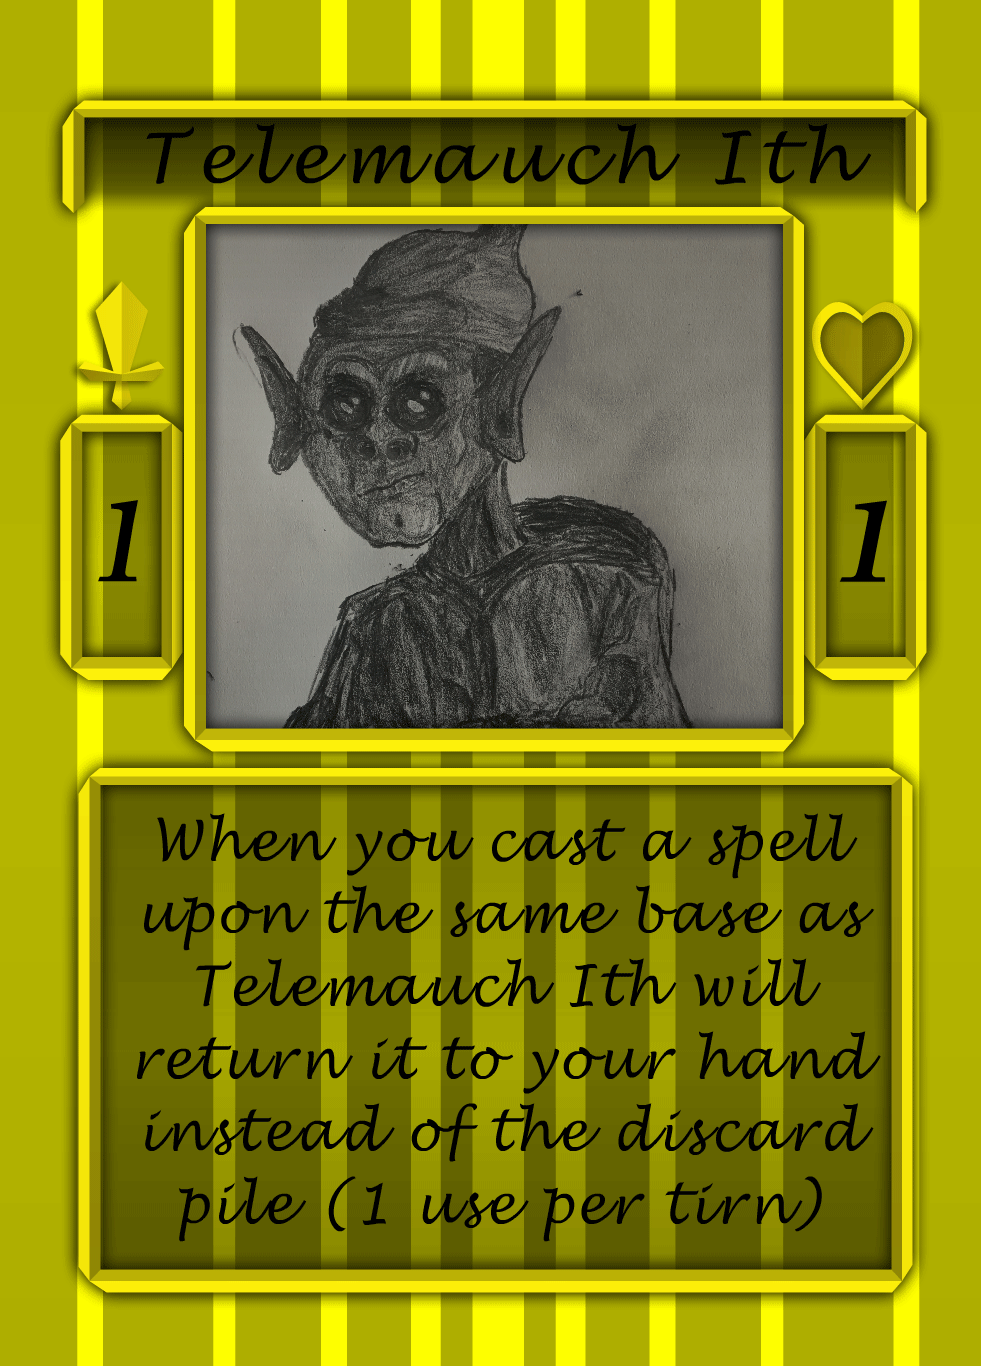 Telemauch Ith
1
1
When you cast a spell
upon the same base as
Telemauch Ith will
return it to your hand
instead of the discard
pile (1 use per tirn)